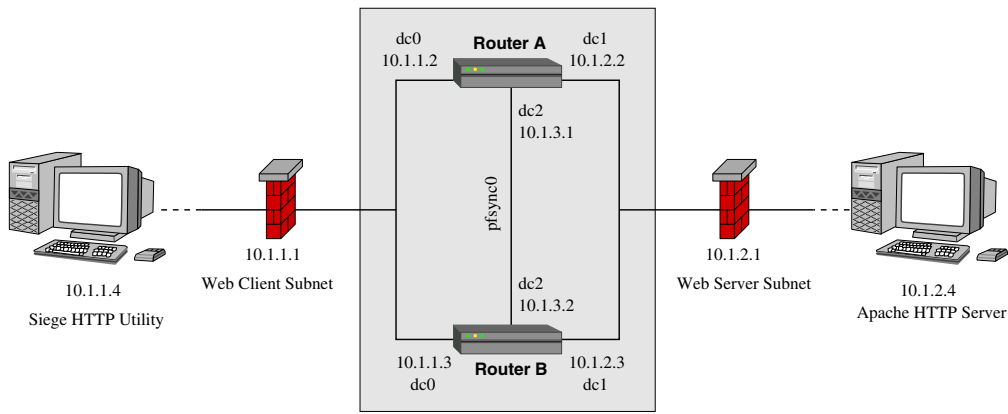 dc0
10.1.1.2
Router A
dc1
10.1.2.2
dc2
10.1.3.1
pfsync0
10.1.1.1
Web Client Subnet
10.1.2.1
Web Server Subnet
10.1.1.4
Siege HTTP Utility
10.1.2.4
Apache HTTP Server
dc2
10.1.3.2
10.1.1.3
dc0
Router B
10.1.2.3
dc1